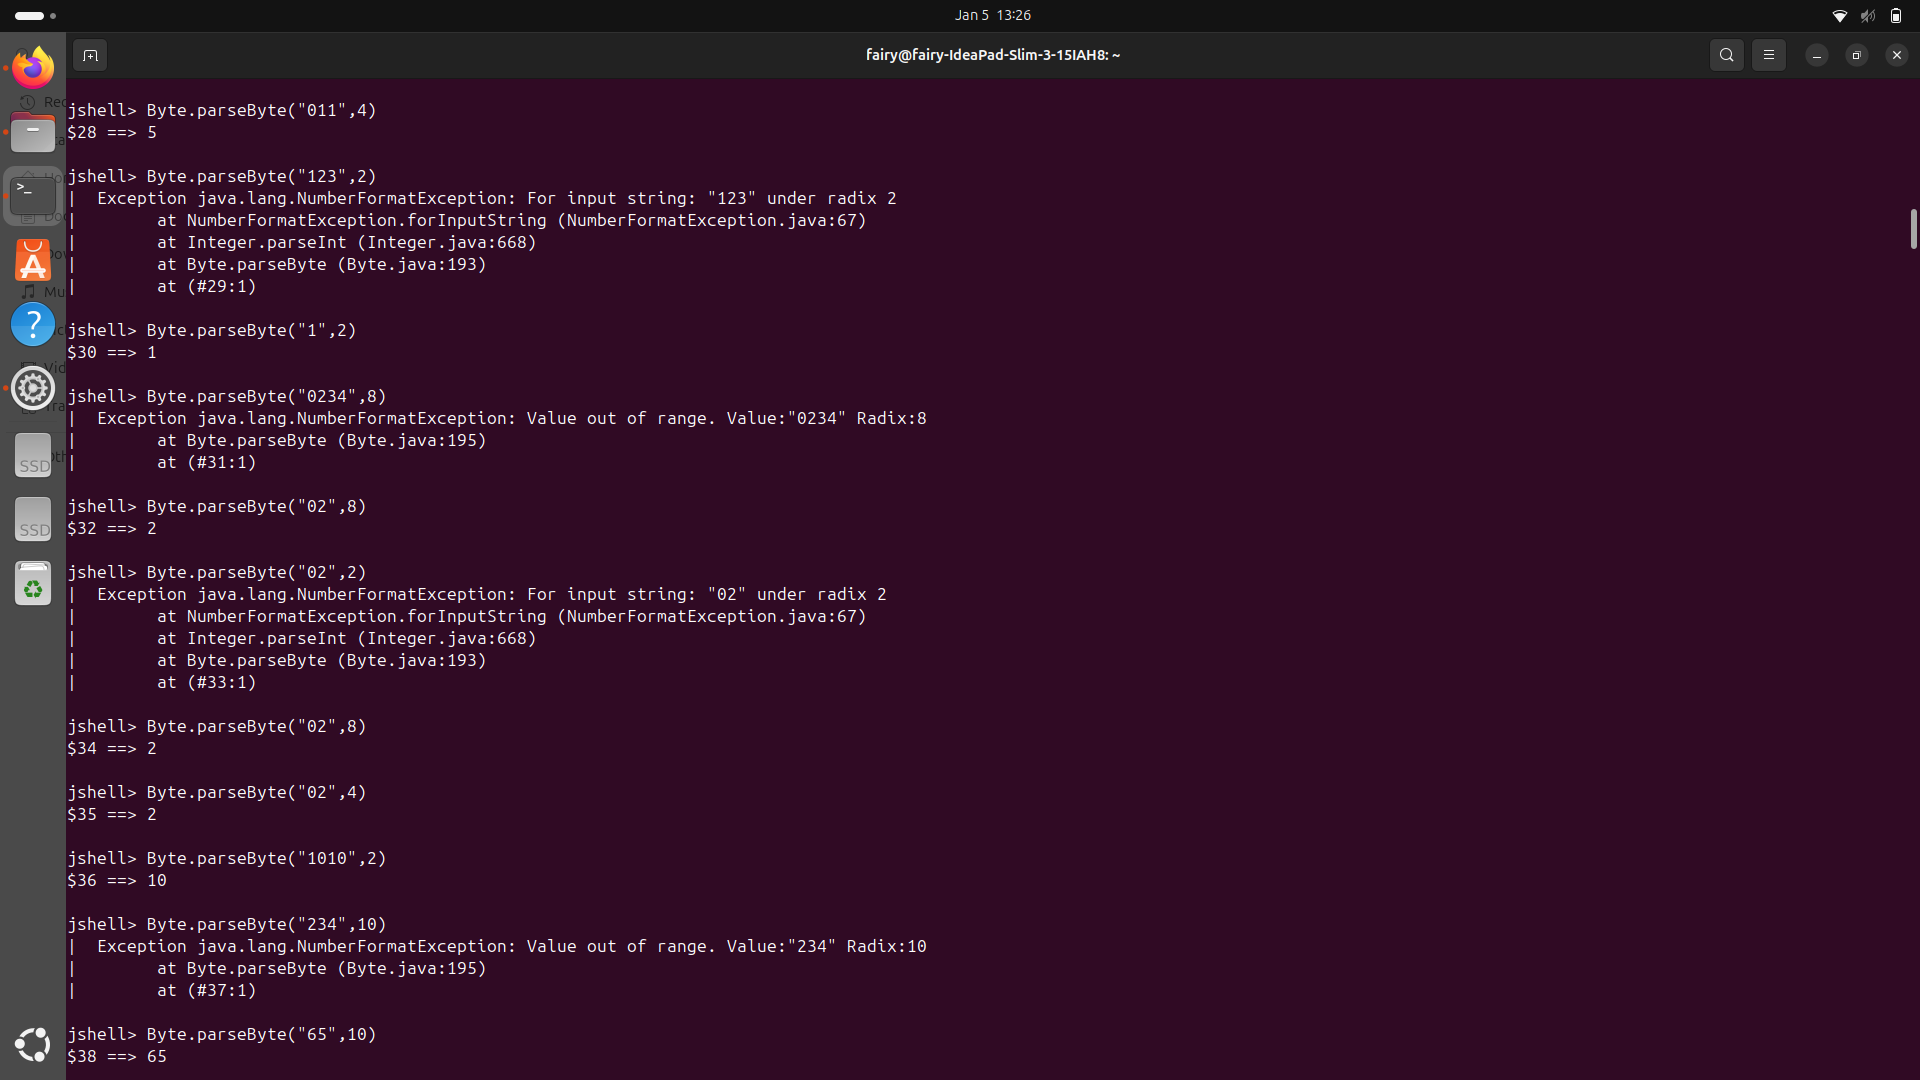 Jan 5 13:26
fairy@fairy-IdeaPad-Slim-3-15IAH8: ~
jshell> Byte.parseByte("011",4)
$28 ==> 5
jshell> Byte.parseByte("123",2)
|  Exception java.lang.NumberFormatException: For input string: "123" under radix 2
|        at NumberFormatException.forInputString (NumberFormatException.java:67)
|        at Integer.parseInt (Integer.java:668)
|        at Byte.parseByte (Byte.java:193)
|        at (#29:1)
jshell> Byte.parseByte("1",2)
$30 ==> 1
jshell> Byte.parseByte("0234",8)
|  Exception java.lang.NumberFormatException: Value out of range. Value:"0234" Radix:8
|        at Byte.parseByte (Byte.java:195)
|        at (#31:1)
jshell> Byte.parseByte("02",8)
$32 ==> 2
jshell> Byte.parseByte("02",2)
|  Exception java.lang.NumberFormatException: For input string: "02" under radix 2
|        at NumberFormatException.forInputString (NumberFormatException.java:67)
|        at Integer.parseInt (Integer.java:668)
|        at Byte.parseByte (Byte.java:193)
|        at (#33:1)
jshell> Byte.parseByte("02",8)
$34 ==> 2
jshell> Byte.parseByte("02",4)
$35 ==> 2
jshell> Byte.parseByte("1010",2)
$36 ==> 10
jshell> Byte.parseByte("234",10)
|  Exception java.lang.NumberFormatException: Value out of range. Value:"234" Radix:10
|        at Byte.parseByte (Byte.java:195)
|        at (#37:1)
jshell> Byte.parseByte("65",10)
$38 ==> 65
SSD
SSD